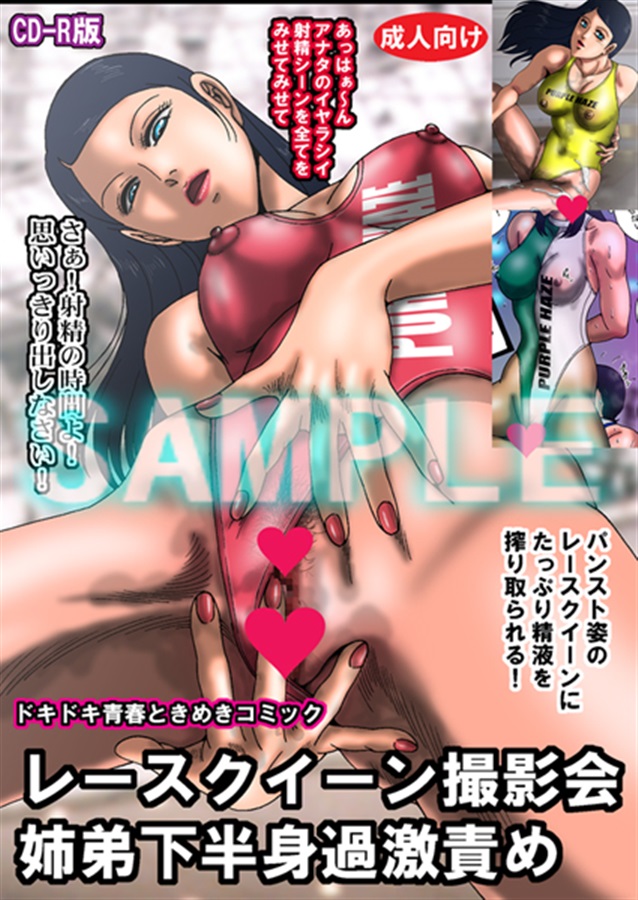 CD-R版
成人向け
あっはぁ～ん
アナタのイヤラシイ
射精シーンを全てを
みせてみせて
PURPLE HAZE
PURPLE HAZE
さぁ！射精の時間よ！
思いっきり出しなさい！
SAMPLE
パンスト姿の
レースクイーンに
たっぷり精液を
搾り取られる！
ドキドキ青春ときめきコミック
レースクイーン撮影会
姉弟下半身過激責め